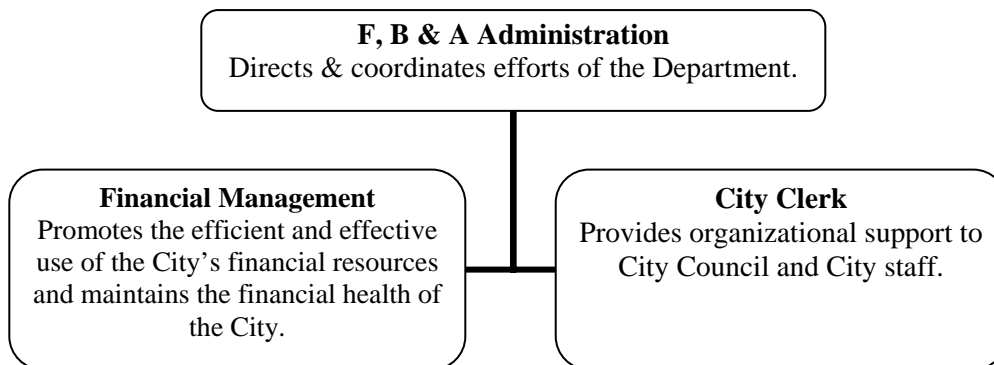 F, B & A Administration
Directs & coordinates efforts of the Department.
Financial Management
Promotes the efficient and effective
use of the City’s financial resources
and maintains the financial health of
the City.
City Clerk
Provides organizational support to
City Council and City staff.